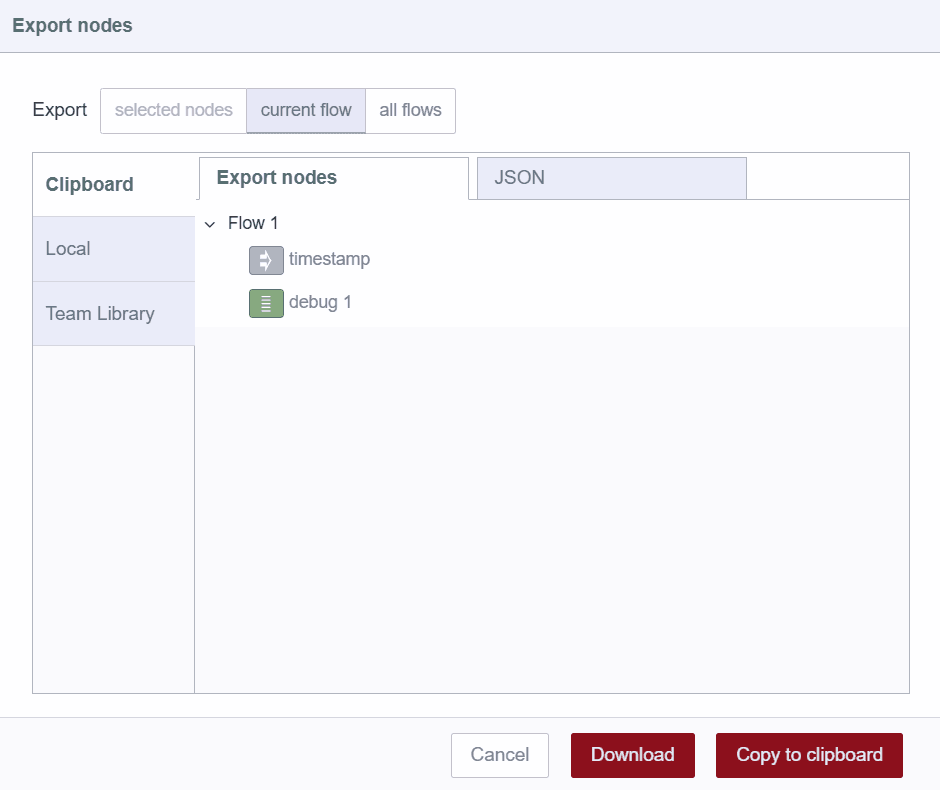 Export nodes
Export selected nodes current flow all flows
Clipboard Export nodes JSON
Flow 1
Local
timestamp
debug 1
Team Library
Cancel Download Copy to clipboard